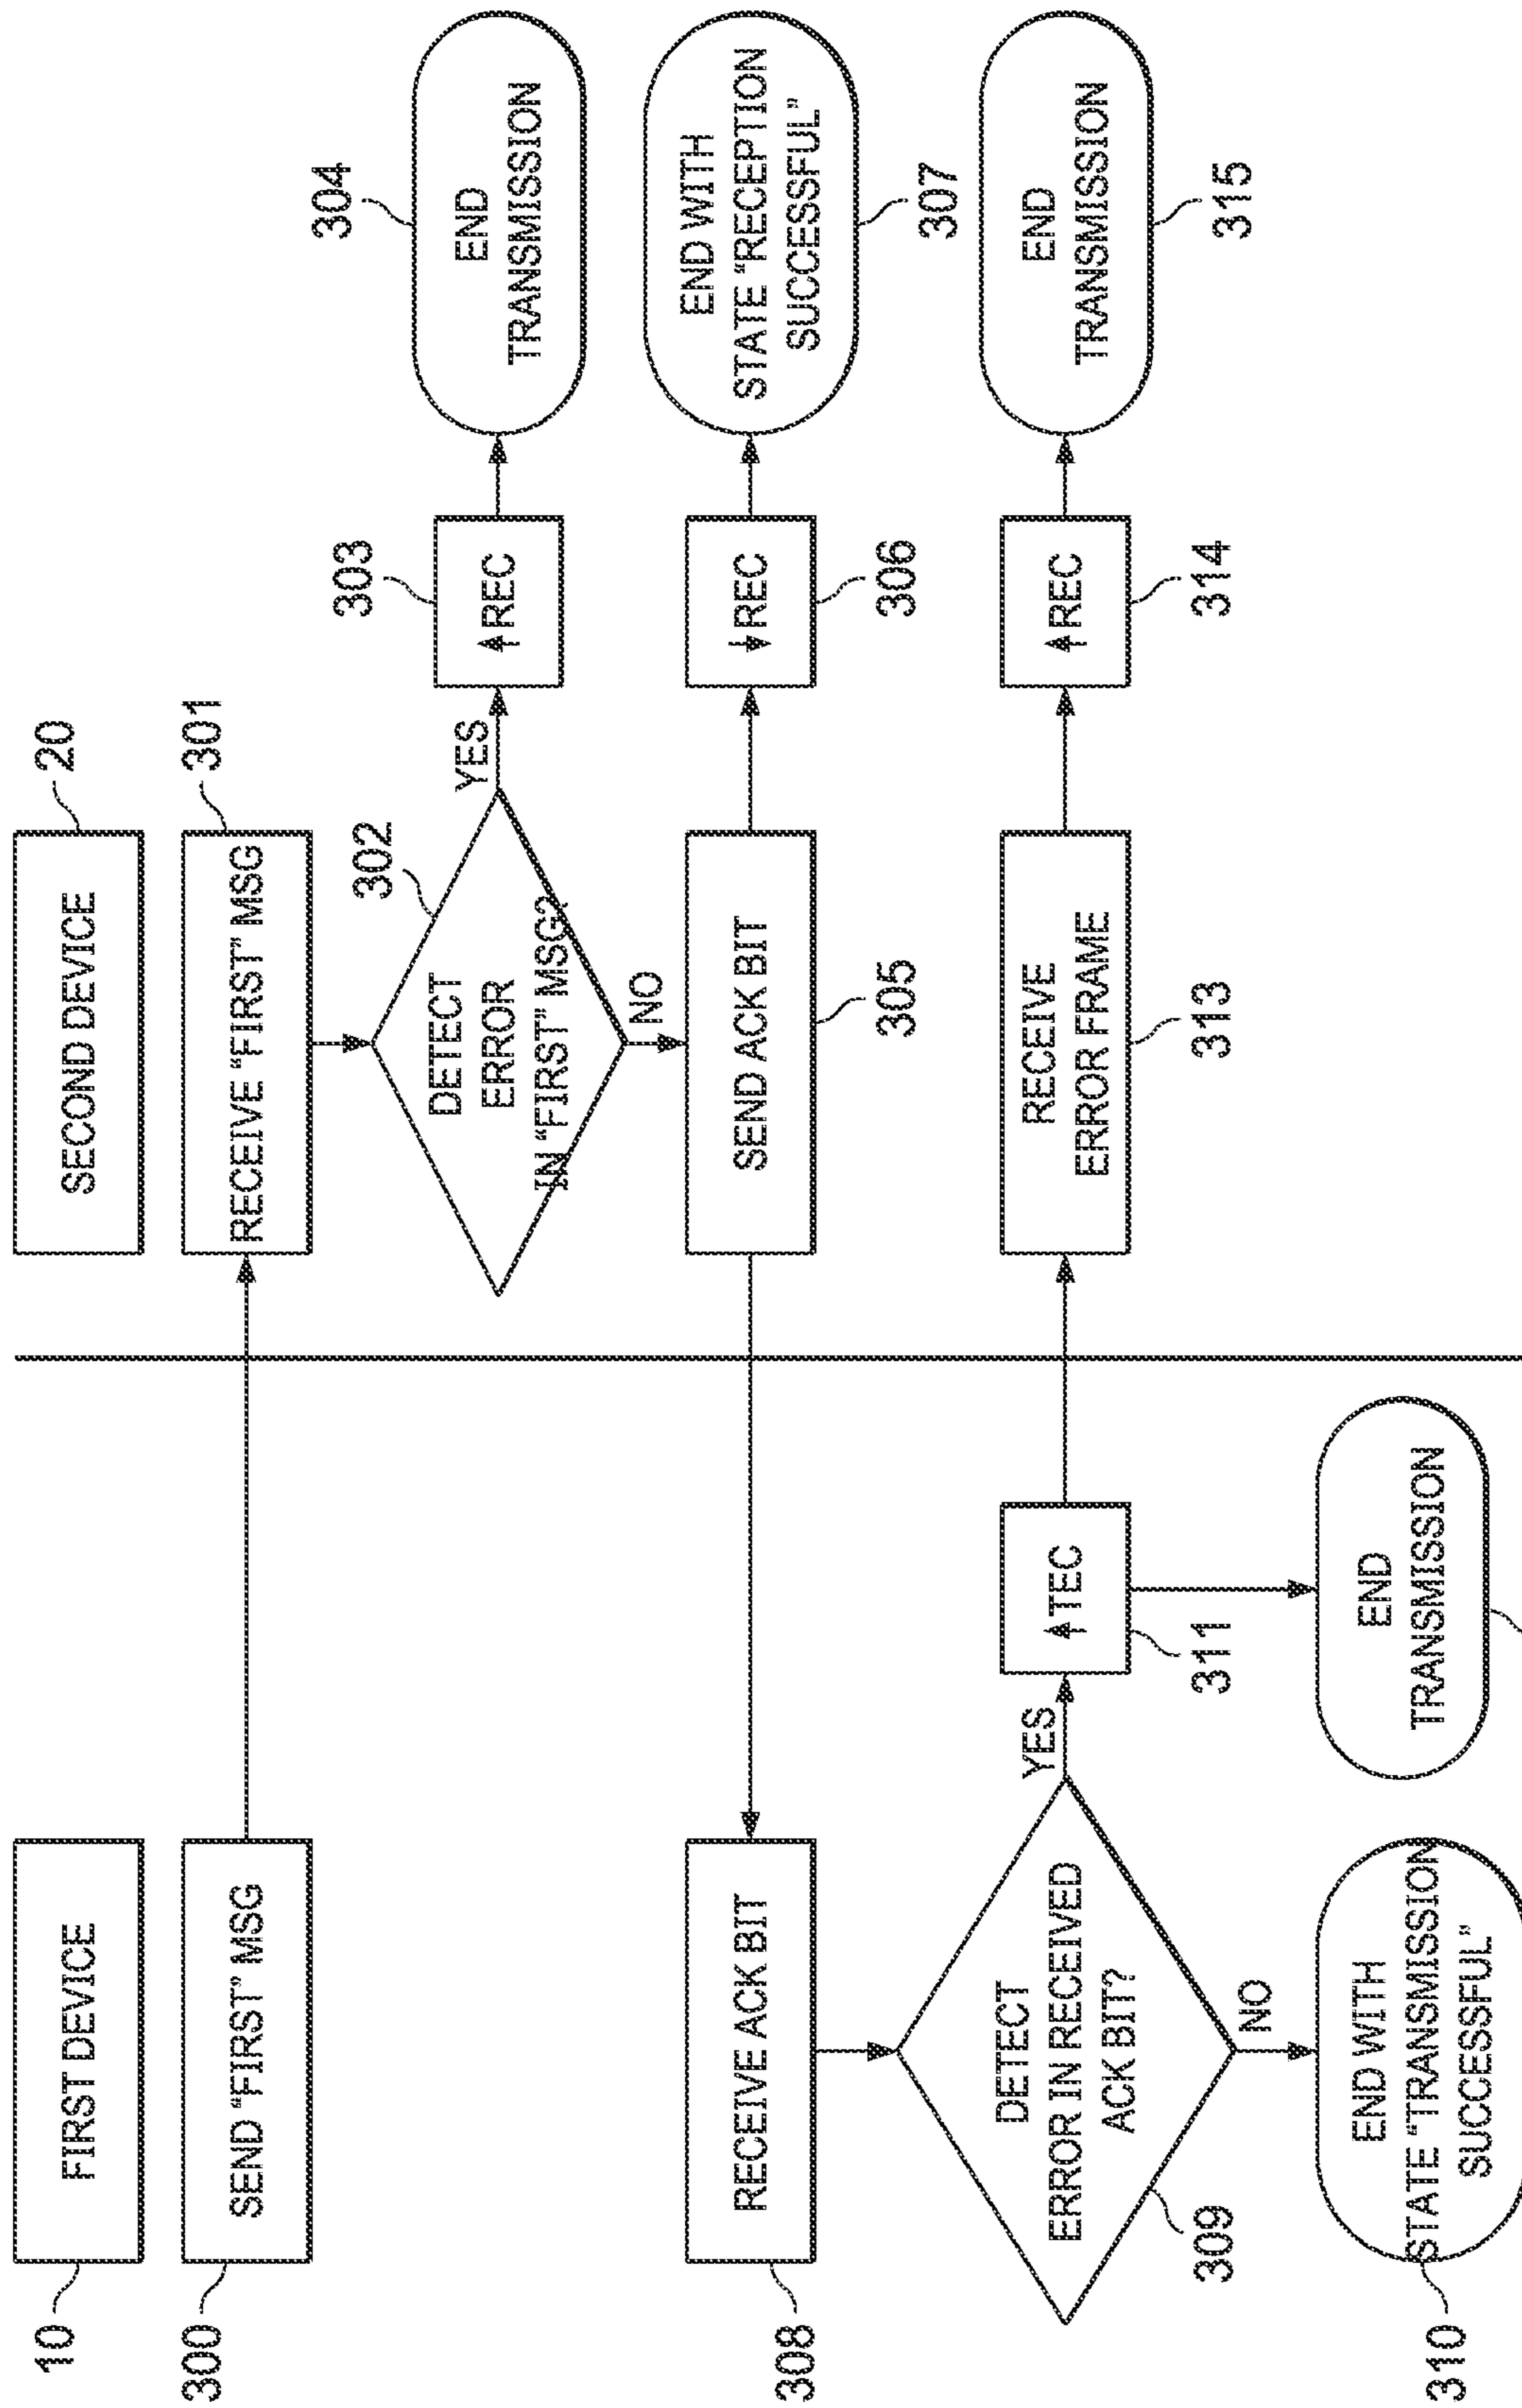 10
FIRST DEVICE
SECOND DEVICE
20
300
SEND "FIRST" MSG
RECEIVE "FIRST" MSG
301
302
DETECT
ERROR
IN "FIRST" MSG?
YES
NO
303
REC
304
END
TRANSMISSION
308
RECEIVE ACK BIT
SEND ACK BIT
305
REC
306
END WITH
STATE "RECEPTION
SUCCESSFUL"
307
309
DETECT
ERROR IN RECEIVED
ACK BIT?
YES
NO
TEC
311
RECEIVE
ERROR FRAME
313
REC
314
END
TRANSMISSION
315
310
END WITH
STATE "TRANSMISSION
SUCCESSFUL"
END
TRANSMISSION